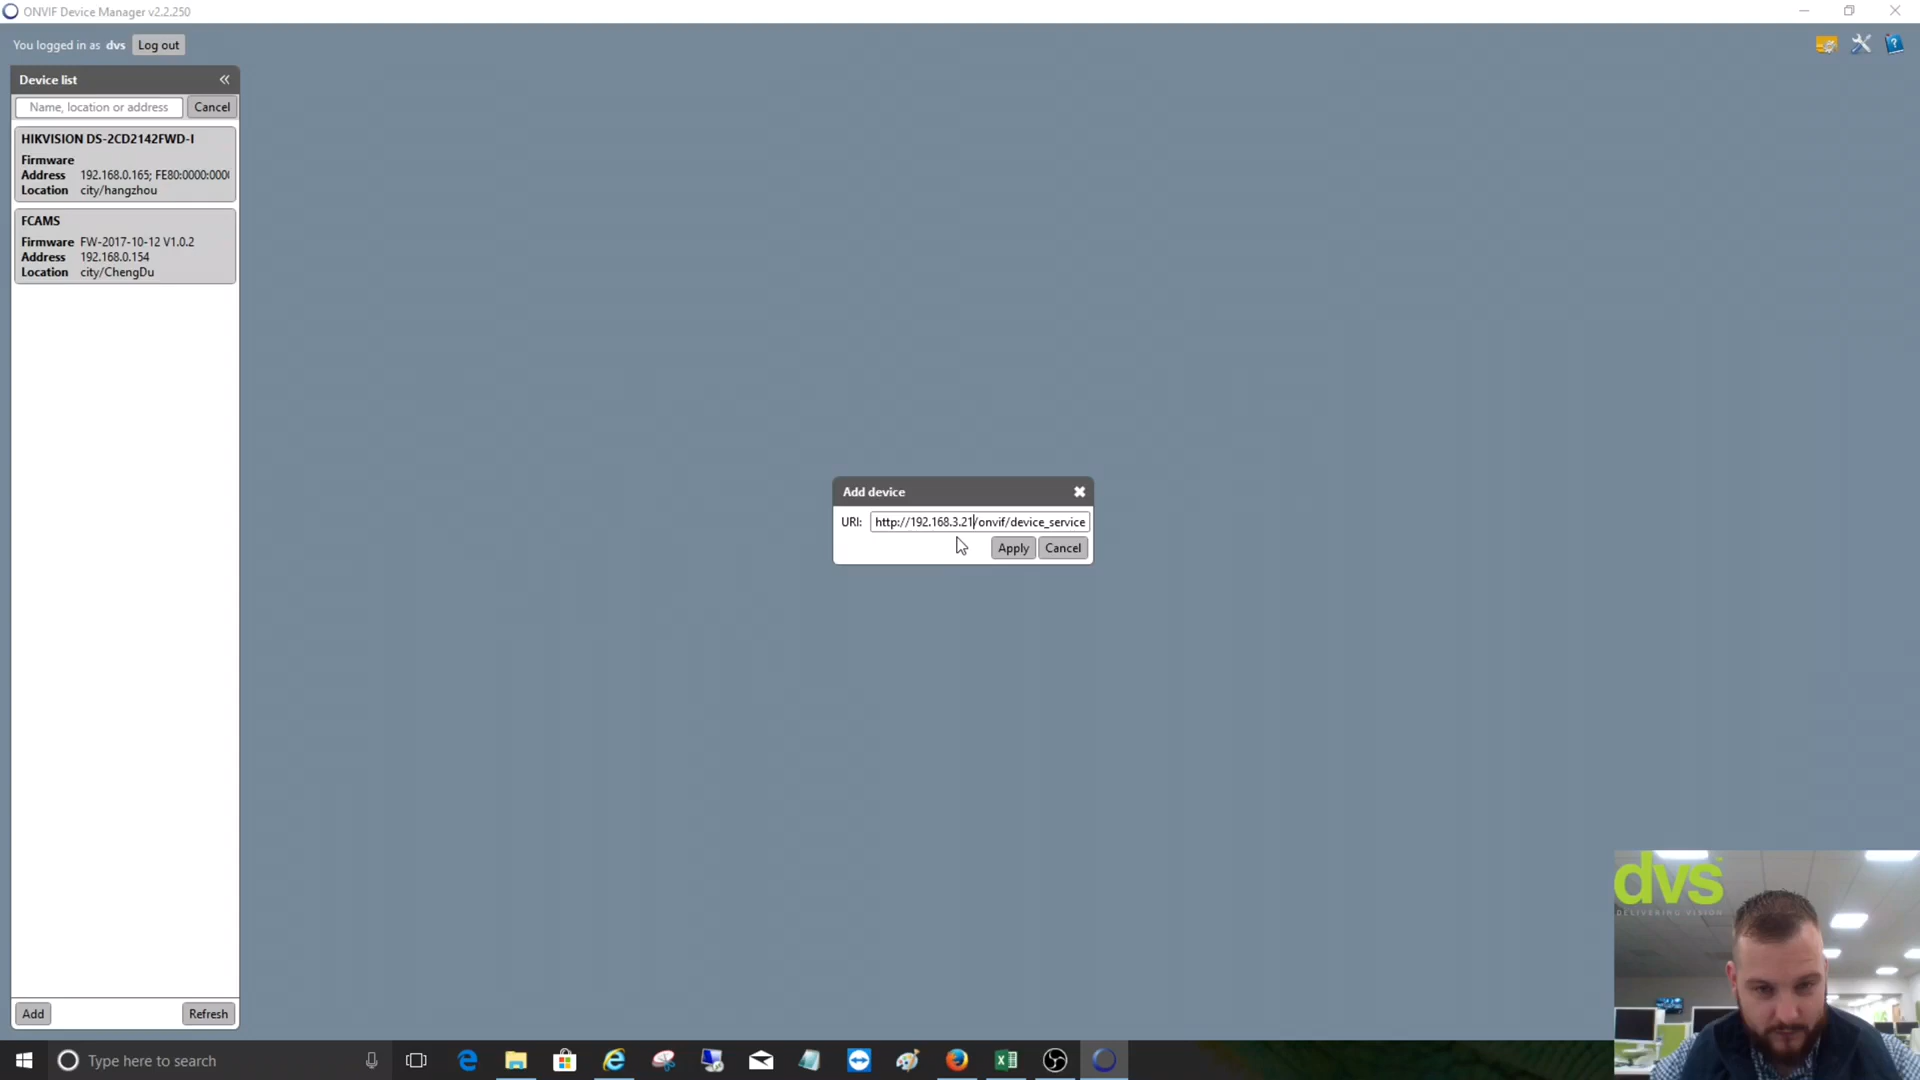 ONVIF Device Manager v2.2.250
You logged in as dvs Log out
Device list
Name, location or address Cancel
HIKVISION DS-2CD2142FWD-I
Firmware
Address 192.168.0.165; FE80:0000:000
Location city/hangzhou
FCAMS
Firmware FW-2017-10-12 V1.0.2
Address 192.168.0.154
Location city/ChengDu
Add device
URI: http://192.168.3.21/onvif/device_service
Apply Cancel
dvs™
DELIVERING VISION
Add Refresh
Type here to search